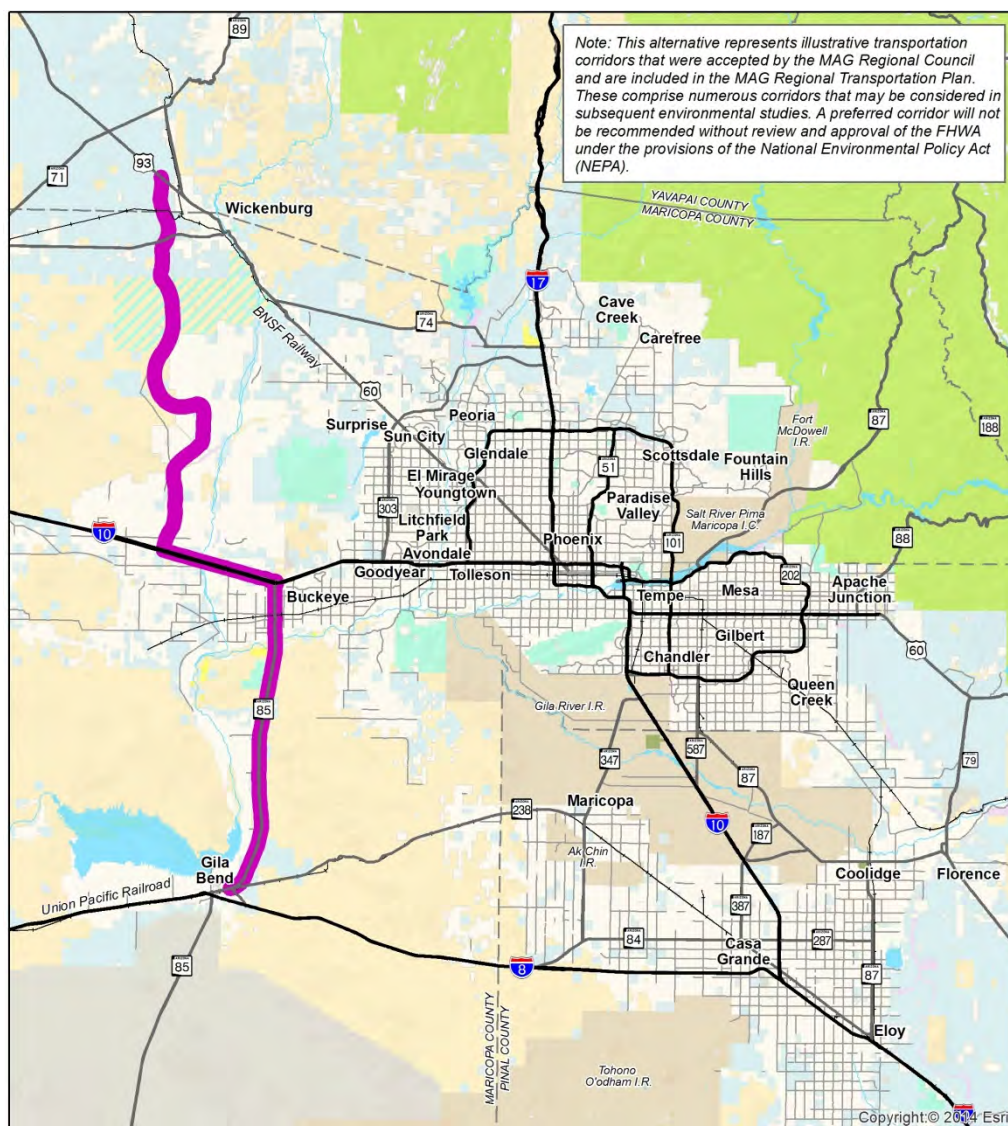 89
Note: This alternative represents illustrative transportation
corridors that were accepted by the MAG Regional Council
and are included in the MAG Regional Transportation Plan.
These comprise numerous corridors that may be considered in
subsequent environmental studies. A preferred corridor will not
be recommended without review and approval of the FHWA
under the provisions of the National Environmental Policy Act
(NEPA).
93
71
Wickenburg
YAVAPAI COUNTY
MARICOPA COUNTY
17
Cave
Creek
74
BNSF Railway
Carefree
60
Peoria
Surprise
Sun City
Glendale
Scottsdale
Fort
McDowell
I.R.
87
188
51
Fountain
Hills
El Mirage
Youngtown
Paradise
Valley
303
Litchfield
Park
Salt River Pima
Maricopa I.C.
10
Phoenix
101
88
Avondale
Goodyear
Tolleson
Buckeye
Tempe
Mesa
202
Apache
Junction
Gilbert
Chandler
60
Queen
Creek
85
Gila River I.R.
587
347
87
79
Maricopa
238
10
187
Ak Chin
I.R.
Gila
Bend
Coolidge
Florence
Union Pacific Railroad
387
84
Casa
Grande
287
85
8
87
Eloy
MARICOPA COUNTY
PINAL COUNTY
Tohono
O'odham I.R.
10
Copyright:© 2014 Esri